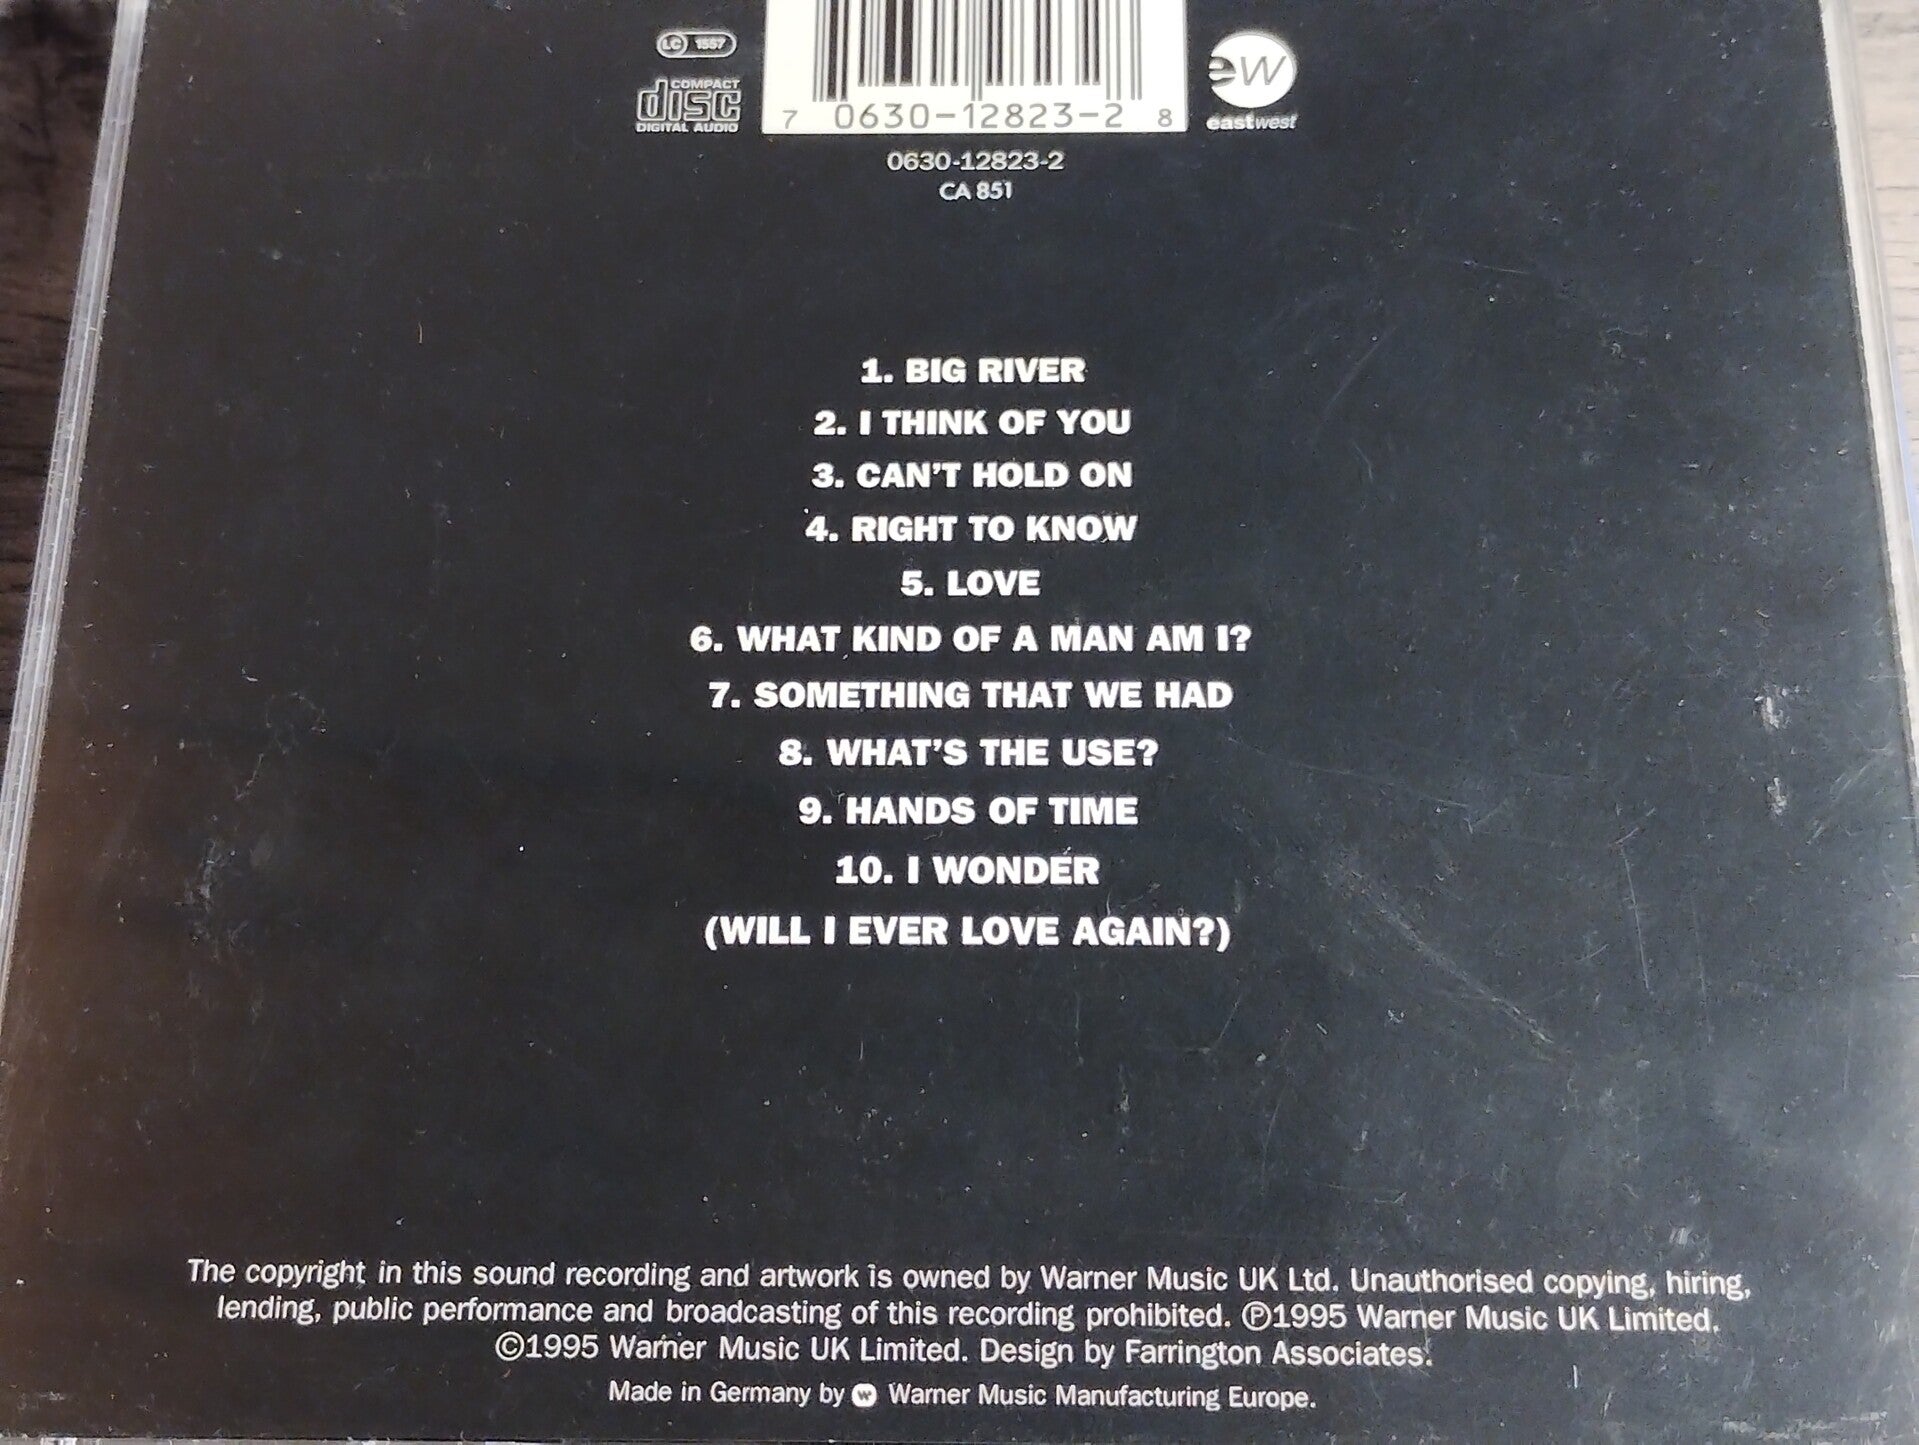 LC 1557
COMPACT
disc
DIGITAL AUDIO
7 0630-12823-2 8
ew
eastwest
0630-12823-2
CA 851
1. BIG RIVER
2. I THINK OF YOU
3. CAN'T HOLD ON
4. RIGHT TO KNOW
5. LOVE
6. WHAT KIND OF A MAN AM I?
7. SOMETHING THAT WE HAD
8. WHAT'S THE USE?
9. HANDS OF TIME
10. I WONDER
(WILL I EVER LOVE AGAIN?)
The copyright in this sound recording and artwork is owned by Warner Music UK Ltd. Unauthorised copying, hiring,
lending, public performance and broadcasting of this recording prohibited. ℗1995 Warner Music UK Limited.
©1995 Warner Music UK Limited. Design by Farrington Associates.
Made in Germany by Warner Music Manufacturing Europe.